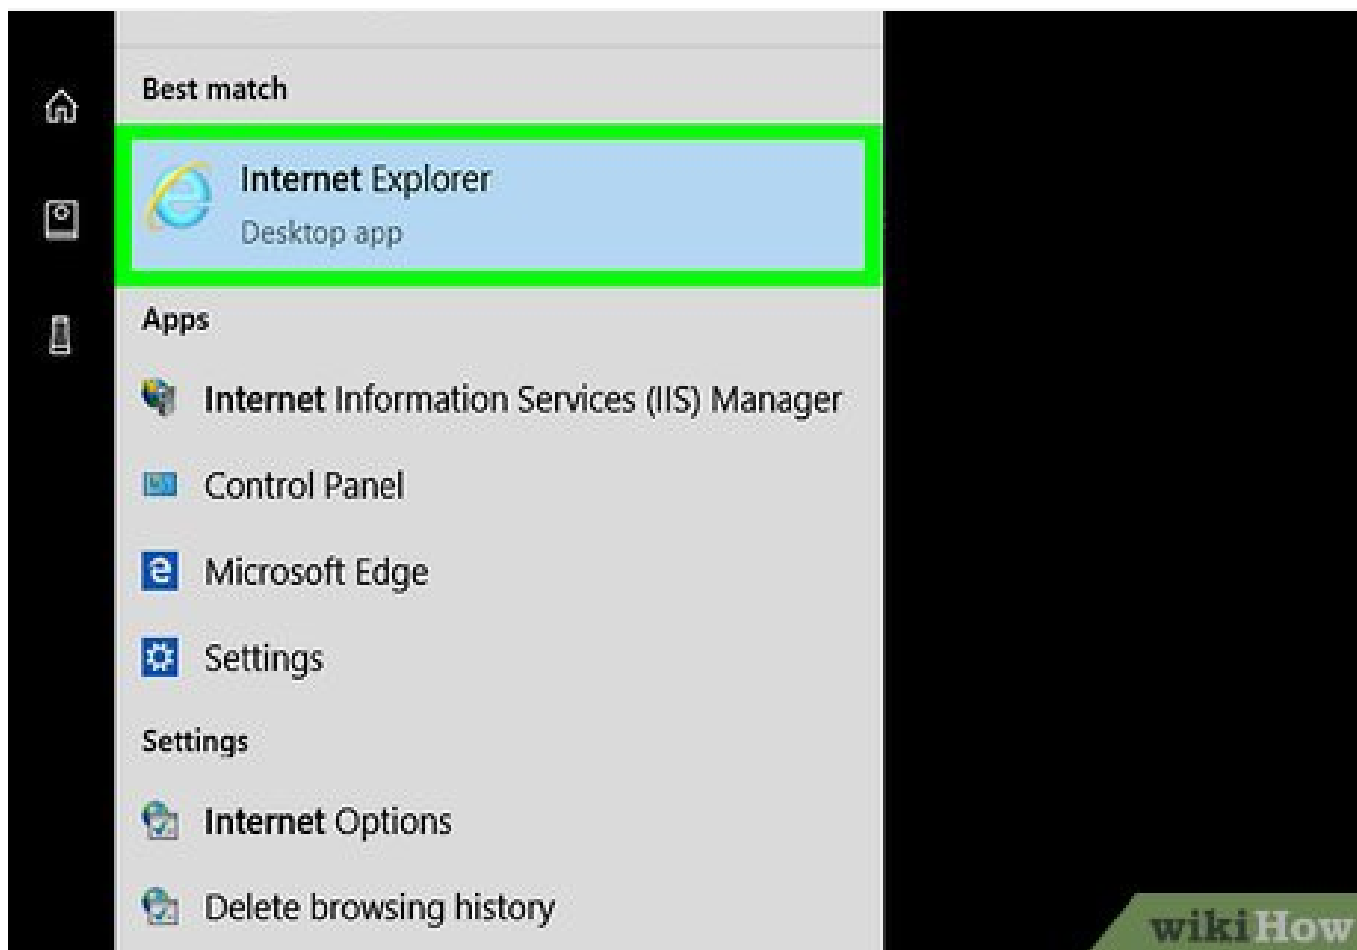 Best match
Internet Explorer
Desktop app
Apps
Internet Information Services (IIS) Manager
Control Panel
Microsoft Edge
Settings
Settings
Internet Options
Delete browsing history
wikiHow